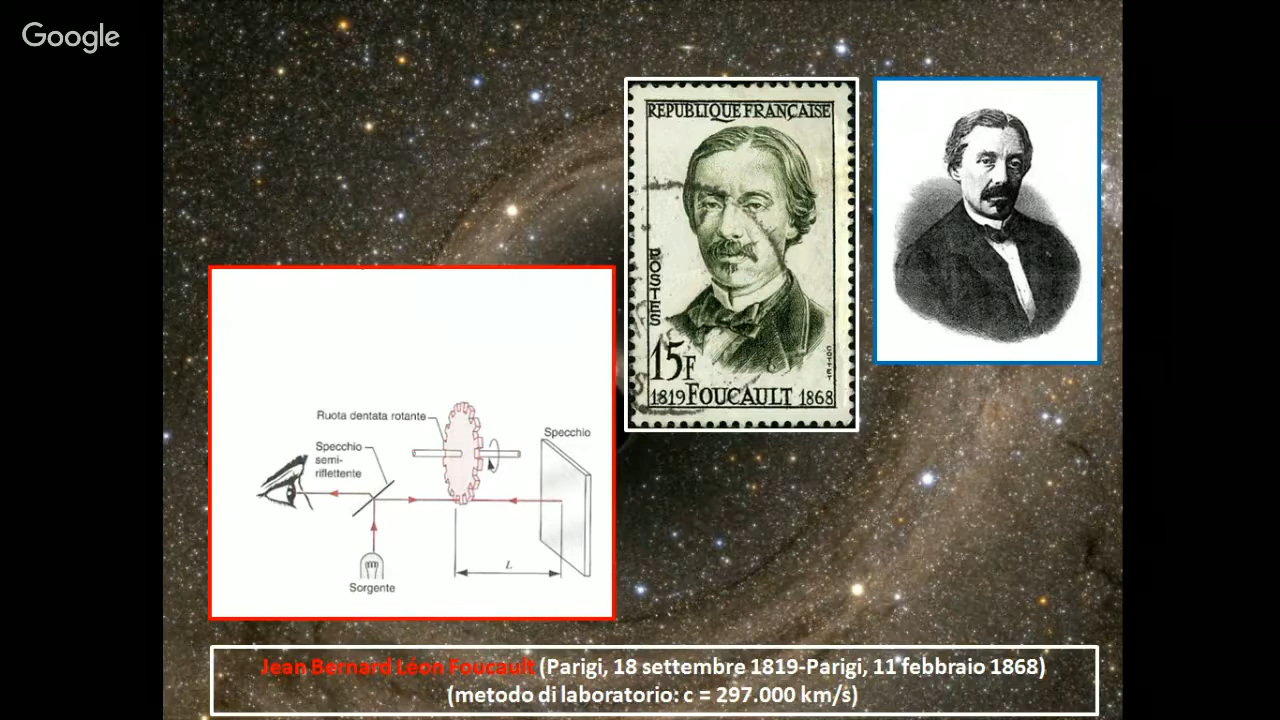 Google
REPUBLIQUE FRANÇAISE
POSTES
15F
COTTET
1819 FOUCAULT 1868
Ruota dentata rotante
Specchio
semi-
riflettente
Specchio
L
Sorgente
Jean Bernard Léon Foucault (Parigi, 18 settembre 1819-Parigi, 11 febbraio 1868)
(metodo di laboratorio: c = 297.000 km/s)